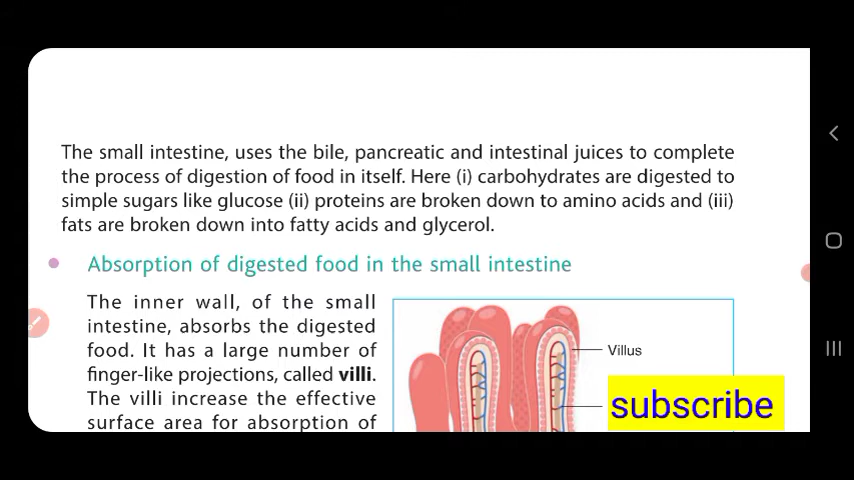 The small intestine, uses the bile, pancreatic and intestinal juices to complete
the process of digestion of food in itself. Here (i) carbohydrates are digested to
simple sugars like glucose (ii) proteins are broken down to amino acids and (iii)
fats are broken down into fatty acids and glycerol.
Absorption of digested food in the small intestine
The inner wall, of the small
intestine, absorbs the digested
food. It has a large number of
finger-like projections, called villi.
The villi increase the effective
surface area for absorption of
Villus
subscribe